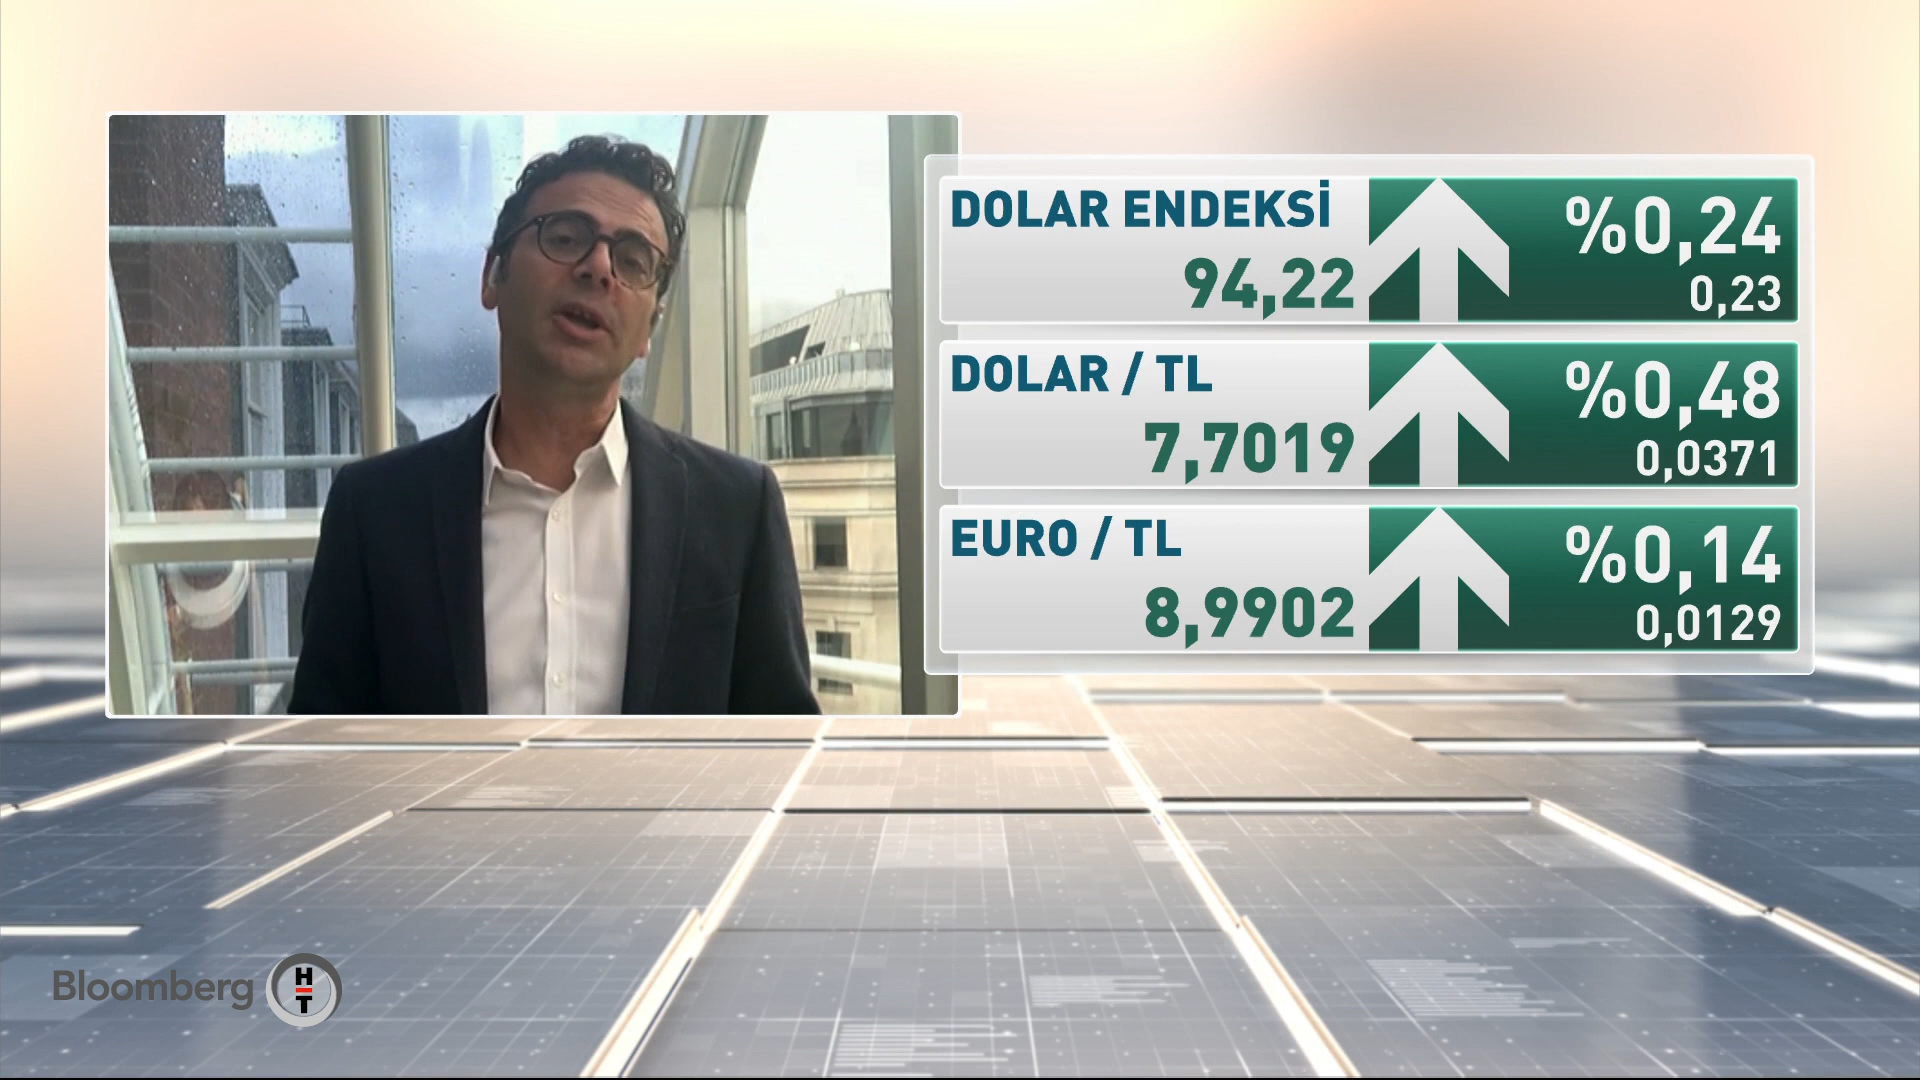 DOLAR ENDEKSİ
94,22
%0,24
0,23
DOLAR / TL
7,7019
%0,48
0,0371
EURO / TL
8,9902
%0,14
0,0129
Bloomberg HT